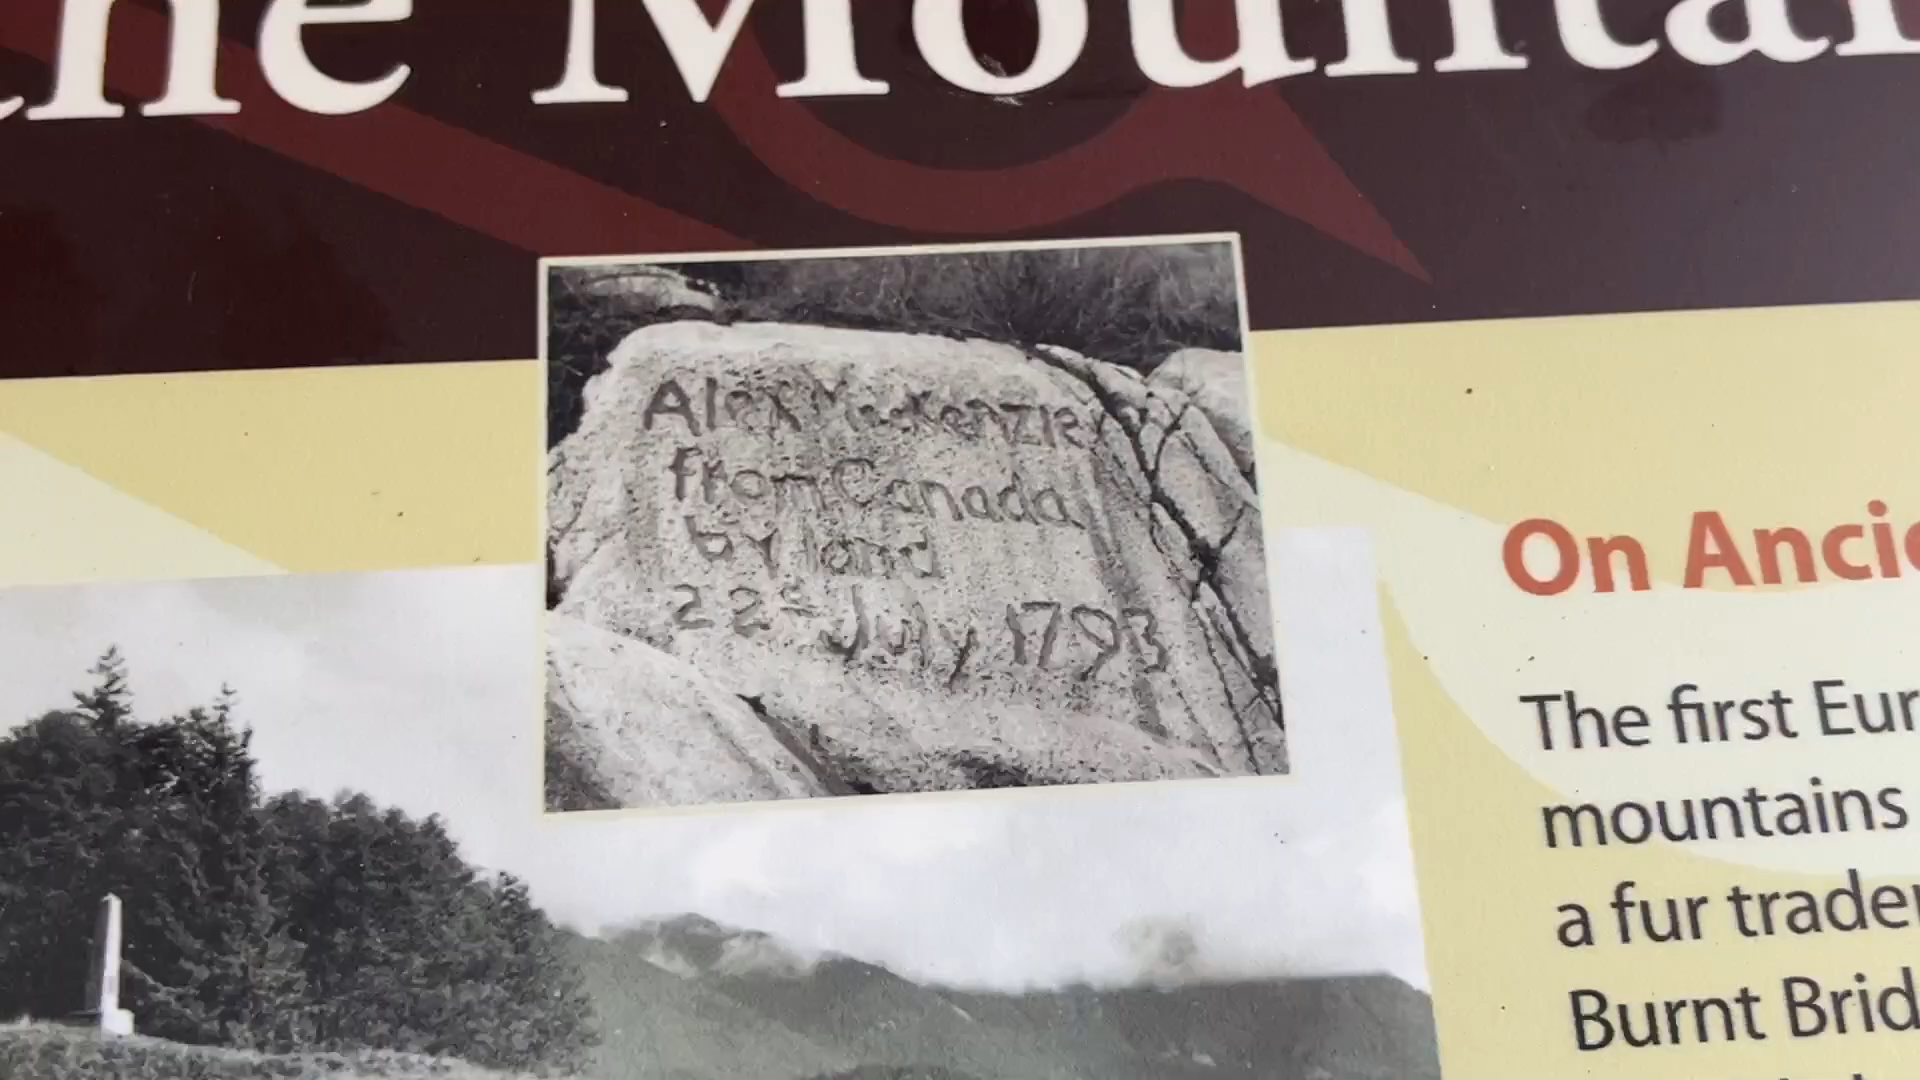 he Mountai
Alex MacKenzie
from Canada
by land
22d July 1793
On Ancie
The first Eur
mountains
a fur trader
Burnt Brid